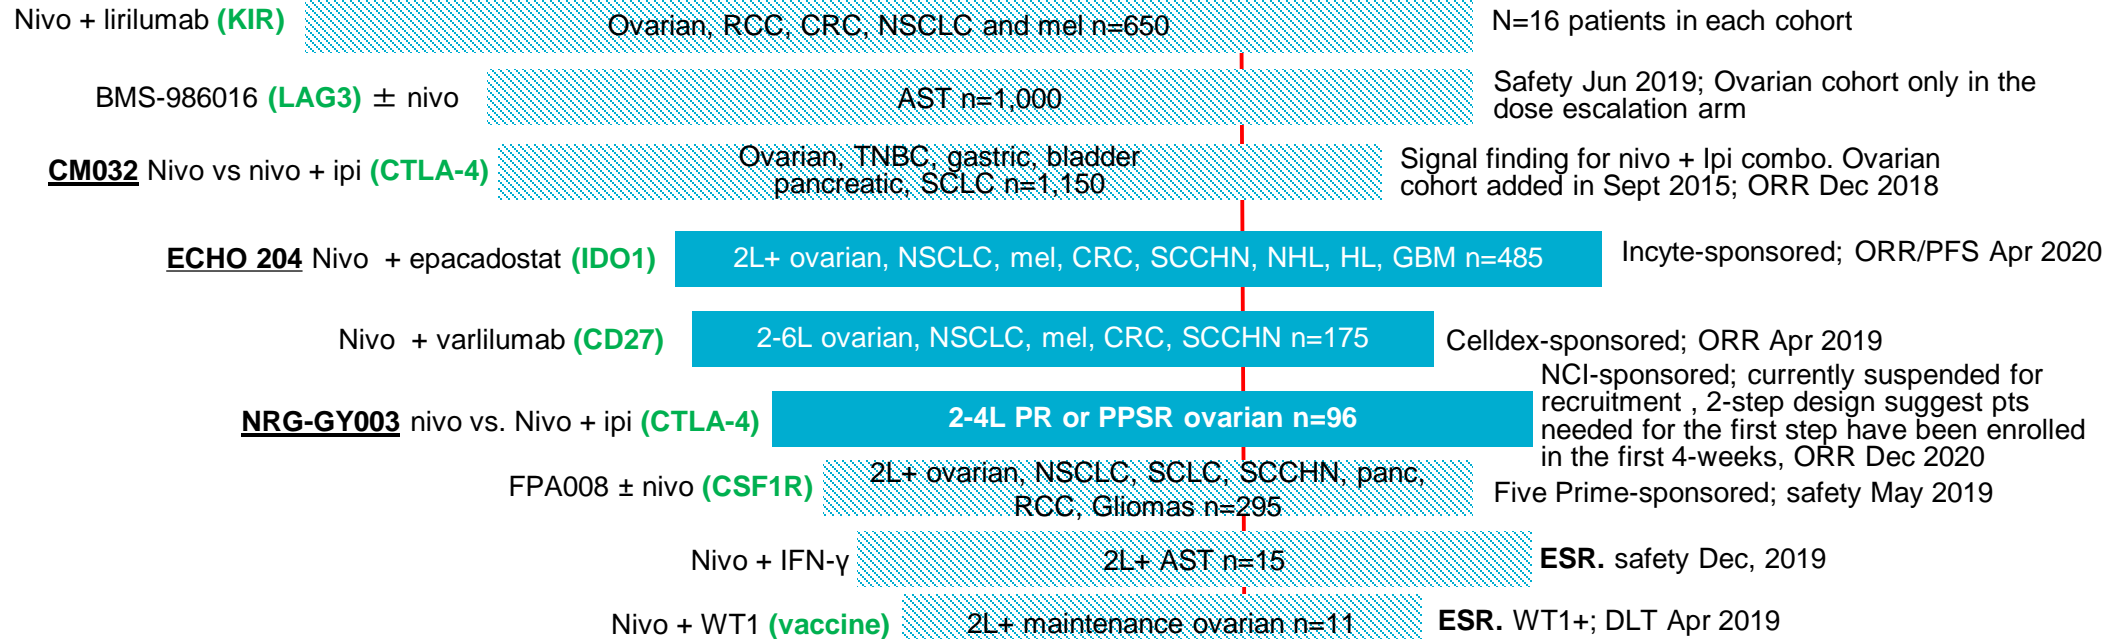 Nivo + lirilumab (KIR)
Ovarian, RCC, CRC, NSCLC and mel n=650
N=16 patients in each cohort
BMS-986016 (LAG3) ± nivo
AST n=1,000
Safety Jun 2019; Ovarian cohort only in the
dose escalation arm
CM032 Nivo vs nivo + ipi (CTLA-4)
Ovarian, TNBC, gastric, bladder
pancreatic, SCLC n=1,150
Signal finding for nivo + Ipi combo. Ovarian
cohort added in Sept 2015; ORR Dec 2018
ECHO 204 Nivo + epacadostat (IDO1)
2L+ ovarian, NSCLC, mel, CRC, SCCHN, NHL, HL, GBM n=485
Incyte-sponsored; ORR/PFS Apr 2020
Nivo + varlilumab (CD27)
2-6L ovarian, NSCLC, mel, CRC, SCCHN n=175
Celldex-sponsored; ORR Apr 2019
NRG-GY003 nivo vs. Nivo + ipi (CTLA-4)
2-4L PR or PPSR ovarian n=96
NCI-sponsored; currently suspended for
recruitment , 2-step design suggest pts
needed for the first step have been enrolled
in the first 4-weeks, ORR Dec 2020
FPA008 ± nivo (CSF1R)
2L+ ovarian, NSCLC, SCLC, SCCHN, panc,
RCC, Gliomas n=295
Five Prime-sponsored; safety May 2019
Nivo + IFN-γ
2L+ AST n=15
ESR. safety Dec, 2019
Nivo + WT1 (vaccine)
2L+ maintenance ovarian n=11
ESR. WT1+; DLT Apr 2019